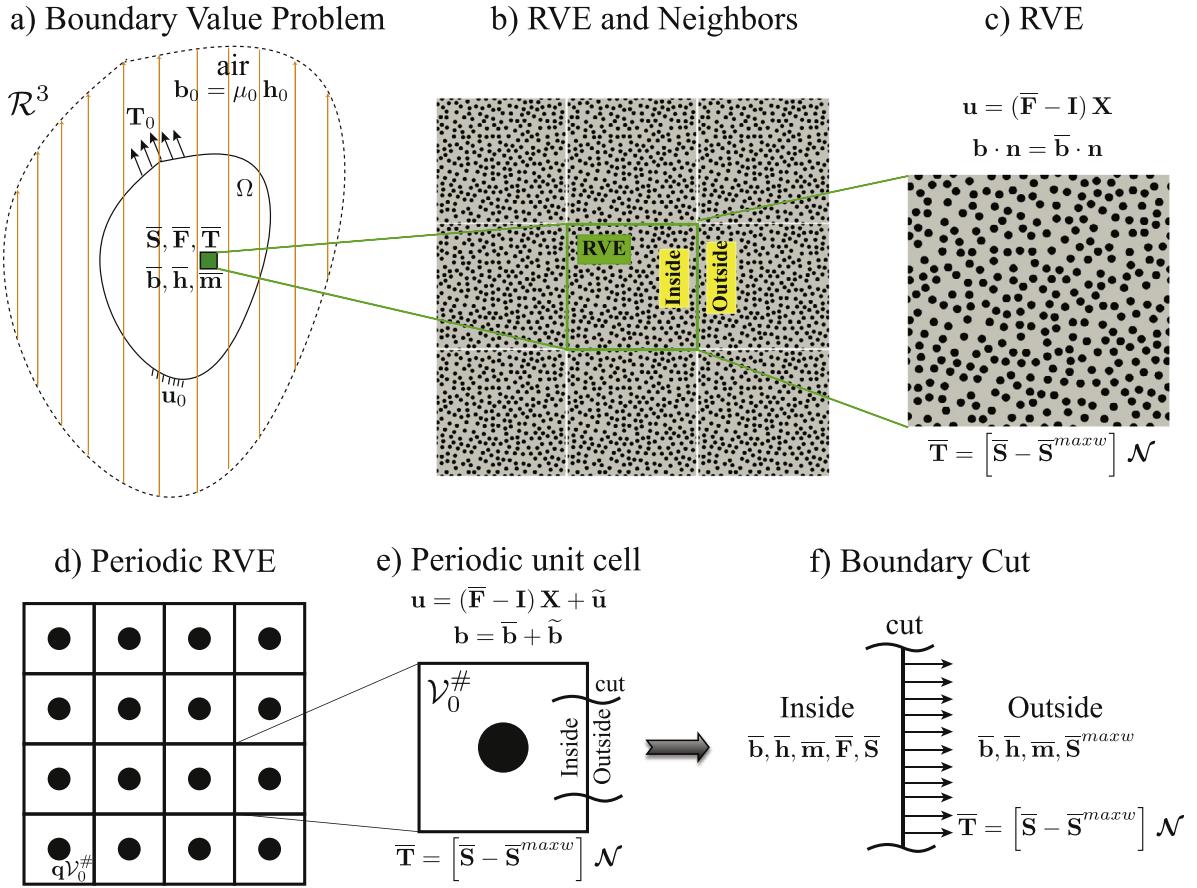 a) Boundary Value Problem
b) RVE and Neighbors
c) RVE
air
b₀ = μ₀ h₀
ℛ³
T₀
Ω
S̅, F̅, T̅
b̅, h̅, m̅
u₀
RVE
Inside
Outside
u = (F̅ − I) X
b · n = b̅ · n
T̅ = [S̅ − S̅ᵐᵃˣʷ] 𝒩
d) Periodic RVE
e) Periodic unit cell
f) Boundary Cut
q𝒱₀^#
u = (F̅ − I) X + ũ
b = b̅ + b̃
𝒱₀^#
cut
Inside
Outside
T̅ = [S̅ − S̅ᵐᵃˣʷ] 𝒩
cut
Inside
b̅, h̅, m̅, F̅, S̅
Outside
b̅, h̅, m̅, S̅ᵐᵃˣʷ
T̅ = [S̅ − S̅ᵐᵃˣʷ] 𝒩